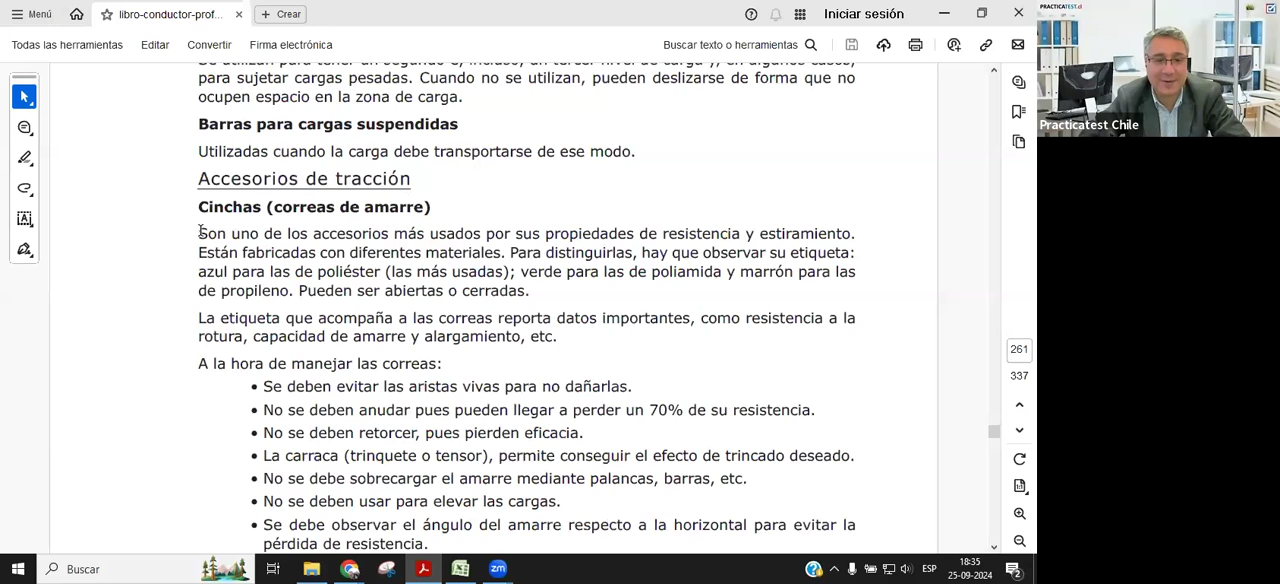 Menú
libro-conductor-prof...
Crear
Iniciar sesión
Todas las herramientas
Editar
Convertir
Firma electrónica
Buscar texto o herramientas
para sujetar cargas pesadas. Cuando no se utilizan, pueden deslizarse de forma que no
ocupen espacio en la zona de carga.
Barras para cargas suspendidas
Utilizadas cuando la carga debe transportarse de ese modo.
Accesorios de tracción
Cinchas (correas de amarre)
Son uno de los accesorios más usados por sus propiedades de resistencia y estiramiento.
Están fabricadas con diferentes materiales. Para distinguirlas, hay que observar su etiqueta:
azul para las de poliéster (las más usadas); verde para las de poliamida y marrón para las
de propileno. Pueden ser abiertas o cerradas.
La etiqueta que acompaña a las correas reporta datos importantes, como resistencia a la
rotura, capacidad de amarre y alargamiento, etc.
A la hora de manejar las correas:
• Se deben evitar las aristas vivas para no dañarlas.
• No se deben anudar pues pueden llegar a perder un 70% de su resistencia.
• No se deben retorcer, pues pierden eficacia.
• La carraca (trinquete o tensor), permite conseguir el efecto de trincado deseado.
• No se debe sobrecargar el amarre mediante palancas, barras, etc.
• No se deben usar para elevar las cargas.
• Se debe observar el ángulo del amarre respecto a la horizontal para evitar la
pérdida de resistencia.
261
337
PRACTICATEST.cl
Practicatest Chile
Buscar
zm
ESP
18:35
25-09-2024
2